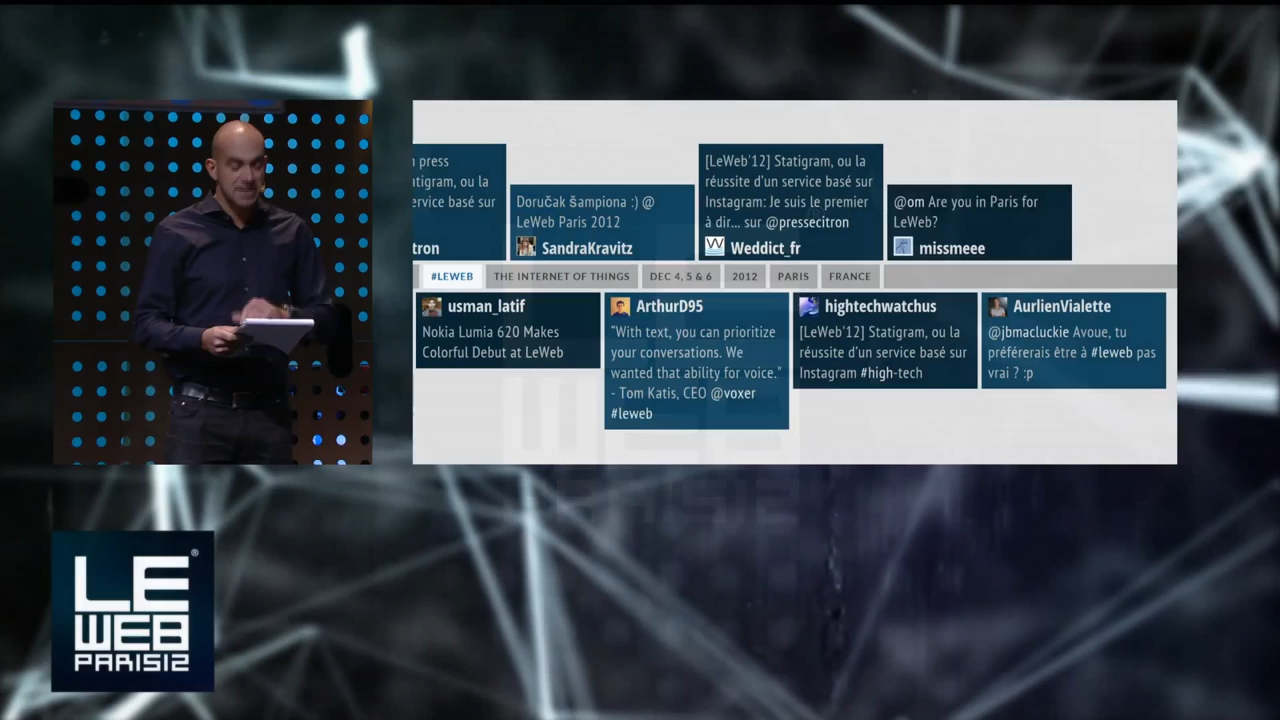 n press
atigram, ou la
ervice basé sur
tron
Doručak šampiona :) @
LeWeb Paris 2012
SandraKravitz
[LeWeb'12] Statigram, ou la
réussite d'un service basé sur
Instagram: Je suis le premier
à dir... sur @pressecitron
Weddict_fr
@om Are you in Paris for
LeWeb?
missmeee
#LEWEB THE INTERNET OF THINGS DEC 4, 5 & 6 2012 PARIS FRANCE
usman_latif
Nokia Lumia 620 Makes
Colorful Debut at LeWeb
ArthurD95
"With text, you can prioritize
your conversations. We
wanted that ability for voice."
- Tom Katis, CEO @voxer
#leweb
hightechwatchus
[LeWeb'12] Statigram, ou la
réussite d'un service basé sur
Instagram #high-tech
AurlienVialette
@jbmacluckie Avoue, tu
préférerais être à #leweb pas
vrai ? :p
LE®
WEB
PARIS12